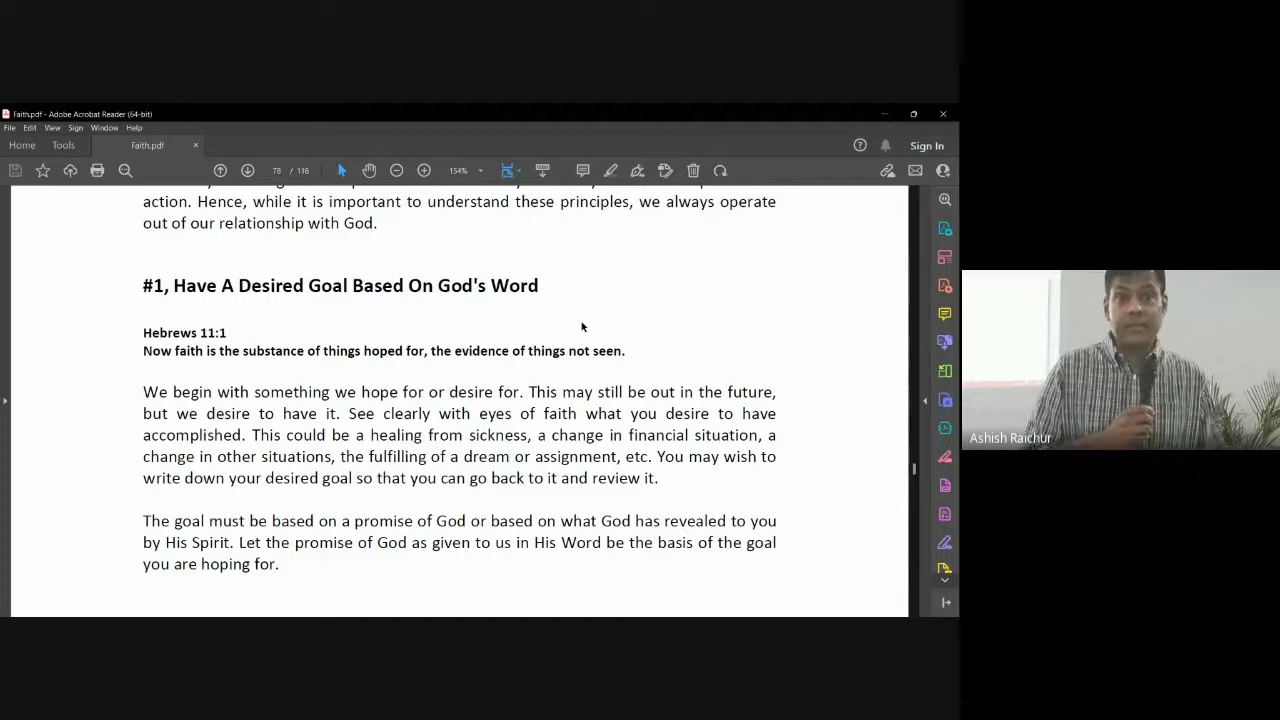 Faith.pdf - Adobe Acrobat Reader (64-bit)
File Edit View Sign Window Help
Home Tools Faith.pdf × Sign In
78 / 116 154%
action. Hence, while it is important to understand these principles, we always operate
out of our relationship with God.
#1, Have A Desired Goal Based On God's Word
Hebrews 11:1
Now faith is the substance of things hoped for, the evidence of things not seen.
We begin with something we hope for or desire for. This may still be out in the future,
but we desire to have it. See clearly with eyes of faith what you desire to have
accomplished. This could be a healing from sickness, a change in financial situation, a
change in other situations, the fulfilling of a dream or assignment, etc. You may wish to
write down your desired goal so that you can go back to it and review it.
The goal must be based on a promise of God or based on what God has revealed to you
by His Spirit. Let the promise of God as given to us in His Word be the basis of the goal
you are hoping for.
Ashish Raichur